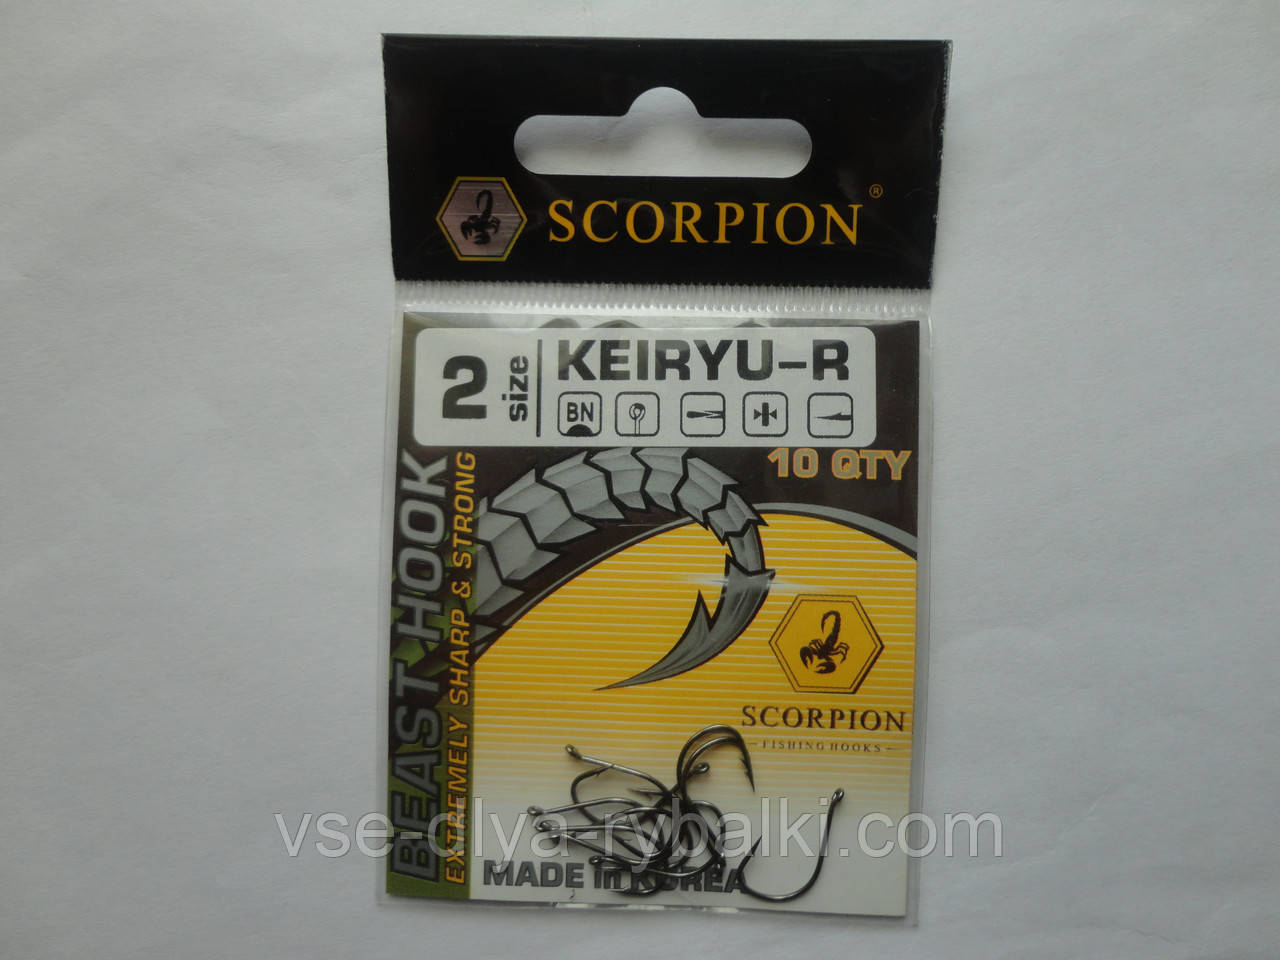 SCORPION ®
2 size
KEIRYU-R
BN
10 QTY
BEAST HOOK
EXTREMELY SHARP & STRONG
SCORPION
FISHING HOOKS
vse-dlya-rybalki.com
MADE in KOREA